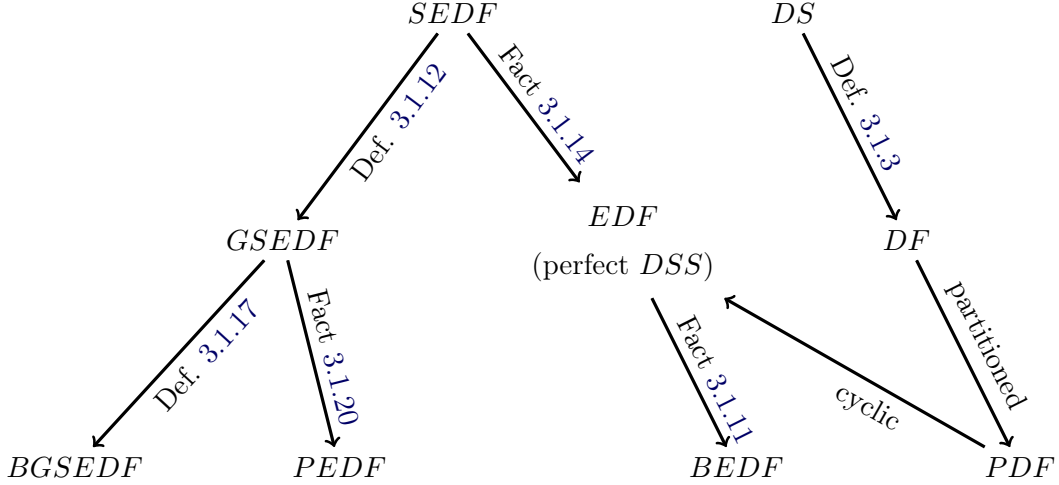 SEDF
DS
Def. 3.1.12
Fact 3.1.14
Def. 3.1.3
EDF
(perfect DSS)
GSEDF
DF
Def. 3.1.17
Fact 3.1.20
Fact 3.1.11
cyclic
partitioned
BGSEDF
PEDF
BEDF
PDF